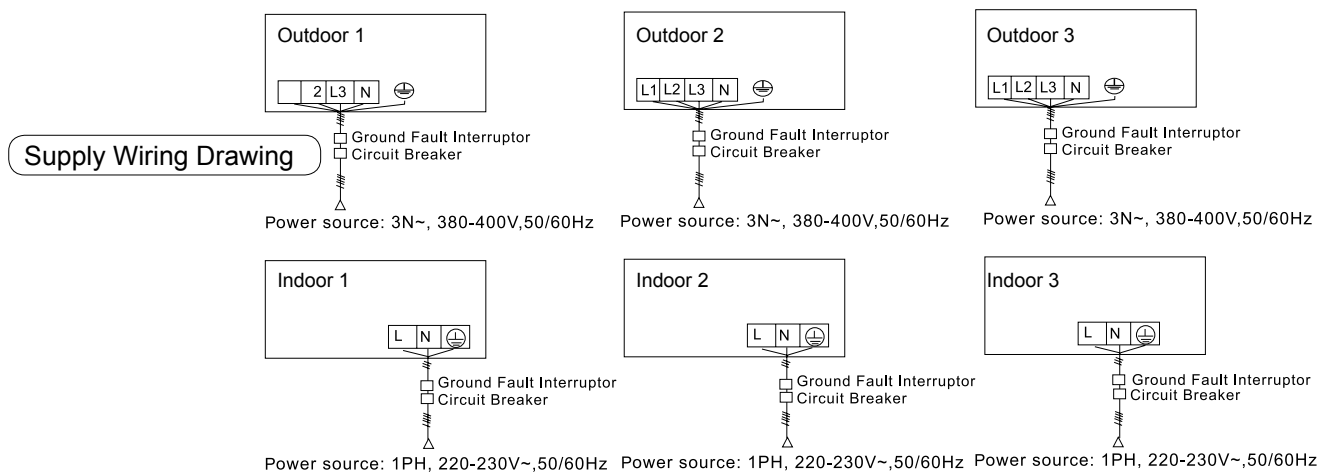 Outdoor 1
2 L3 N
Ground Fault Interruptor
Circuit Breaker
Power source: 3N~, 380-400V,50/60Hz
Outdoor 2
L1 L2 L3 N
Ground Fault Interruptor
Circuit Breaker
Power source: 3N~, 380-400V,50/60Hz
Outdoor 3
L1 L2 L3 N
Ground Fault Interruptor
Circuit Breaker
Power source: 3N~, 380-400V,50/60Hz
Supply Wiring Drawing
Indoor 1
L N
Ground Fault Interruptor
Circuit Breaker
Power source: 1PH, 220-230V~,50/60Hz
Indoor 2
L N
Ground Fault Interruptor
Circuit Breaker
Power source: 1PH, 220-230V~,50/60Hz
Indoor 3
L N
Ground Fault Interruptor
Circuit Breaker
Power source: 1PH, 220-230V~,50/60Hz